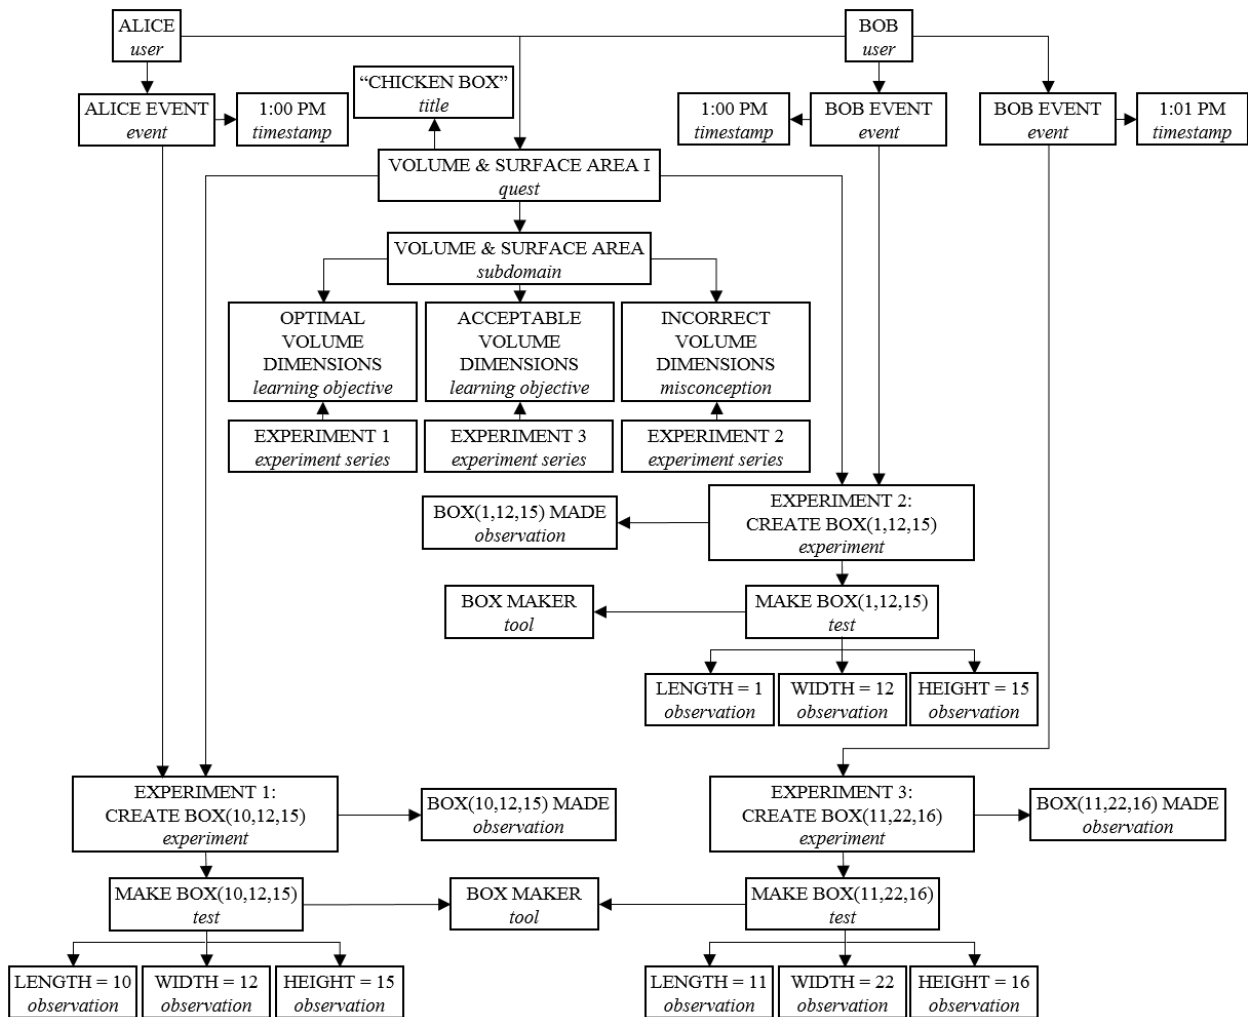 ALICE
user
BOB
user
“CHICKEN BOX”
title
ALICE EVENT
event
1:00 PM
timestamp
1:00 PM
timestamp
BOB EVENT
event
BOB EVENT
event
1:01 PM
timestamp
VOLUME & SURFACE AREA I
quest
VOLUME & SURFACE AREA
subdomain
OPTIMAL
VOLUME
DIMENSIONS
learning objective
ACCEPTABLE
VOLUME
DIMENSIONS
learning objective
INCORRECT
VOLUME
DIMENSIONS
misconception
EXPERIMENT 1
experiment series
EXPERIMENT 3
experiment series
EXPERIMENT 2
experiment series
BOX(1,12,15) MADE
observation
EXPERIMENT 2:
CREATE BOX(1,12,15)
experiment
BOX MAKER
tool
MAKE BOX(1,12,15)
test
LENGTH = 1
observation
WIDTH = 12
observation
HEIGHT = 15
observation
EXPERIMENT 1:
CREATE BOX(10,12,15)
experiment
BOX(10,12,15) MADE
observation
EXPERIMENT 3:
CREATE BOX(11,22,16)
experiment
BOX(11,22,16) MADE
observation
MAKE BOX(10,12,15)
test
BOX MAKER
tool
MAKE BOX(11,22,16)
test
LENGTH = 10
observation
WIDTH = 12
observation
HEIGHT = 15
observation
LENGTH = 11
observation
WIDTH = 22
observation
HEIGHT = 16
observation